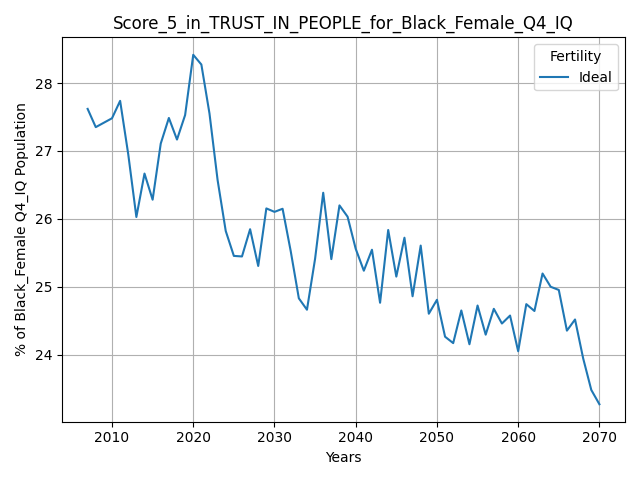 Score_5_in_TRUST_IN_PEOPLE_for_Black_Female_Q4_IQ
Fertility
Ideal
% of Black_Female Q4_IQ Population
28
27
26
25
24
2010 2020 2030 2040 2050 2060 2070
Years